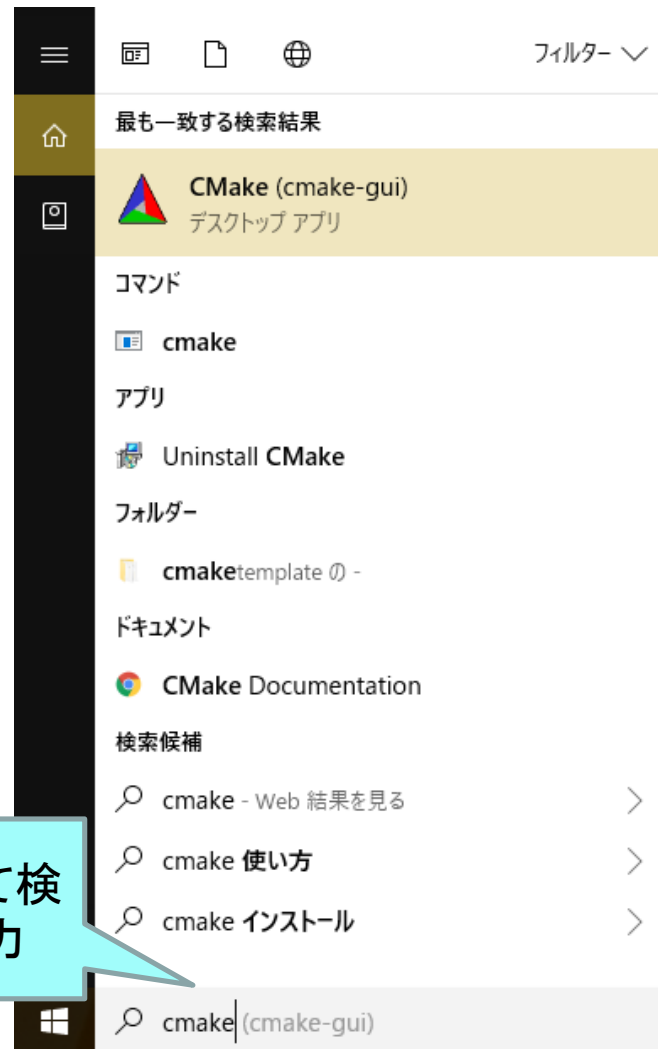 フィルター
最も一致する検索結果
CMake (cmake-gui)
デスクトップ アプリ
コマンド
cmake
アプリ
Uninstall CMake
フォルダー
cmaketemplate の -
ドキュメント
CMake Documentation
検索候補
cmake - Web 結果を見る
cmake 使い方
cmake インストール
て検
力
cmake (cmake-gui)